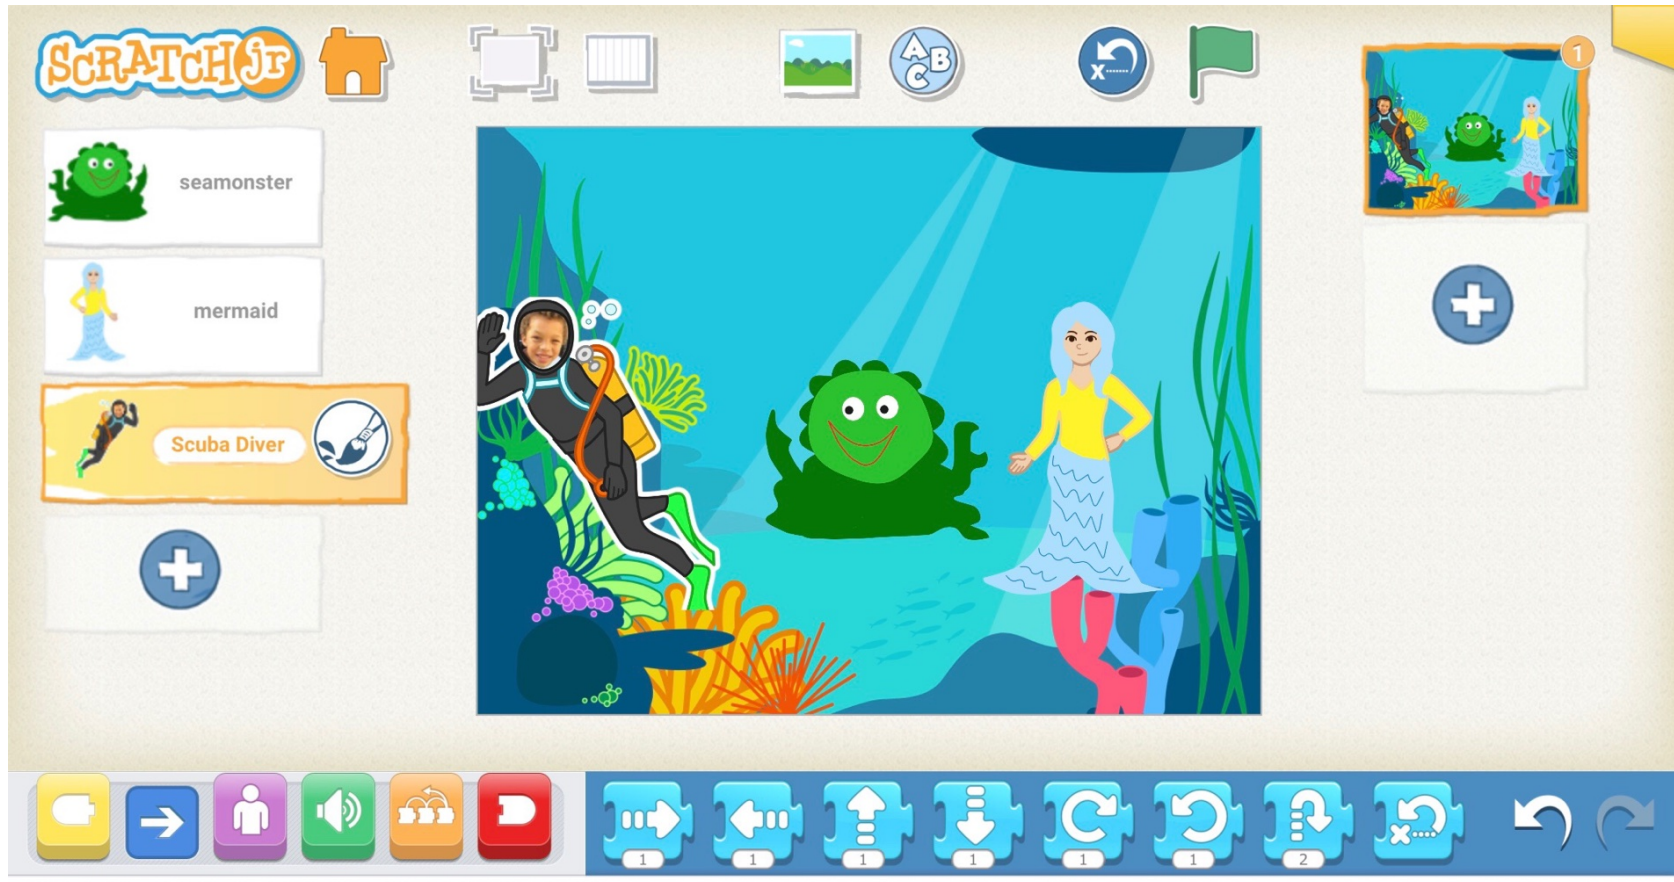 SCRATCHJr
A B C
x
1
seamonster
mermaid
Scuba Diver
1 1 1 1 1 1 2 x